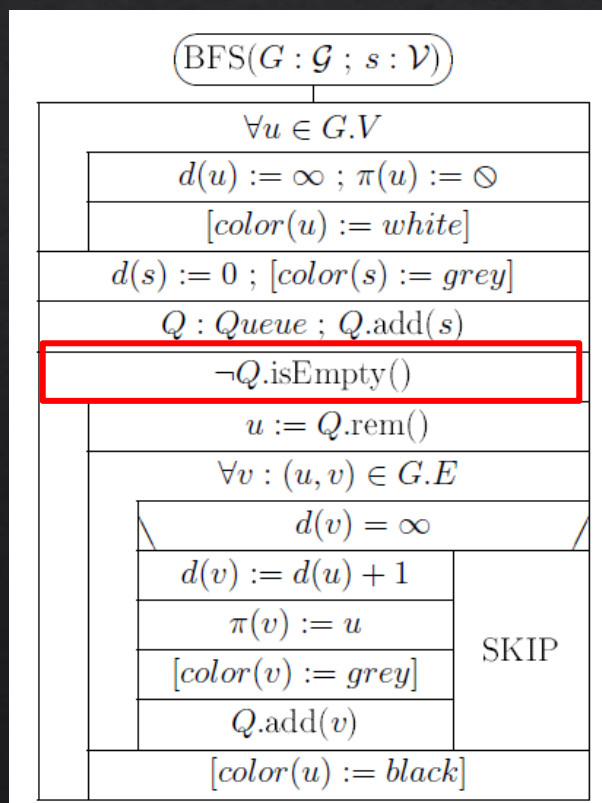 BFS(G : 𝒢 ; s : 𝒱)
∀u ∈ G.V
d(u) := ∞ ; π(u) := ⦸
[color(u) := white]
d(s) := 0 ; [color(s) := grey]
Q : Queue ; Q.add(s)
¬Q.isEmpty()
u := Q.rem()
∀v : (u, v) ∈ G.E
d(v) = ∞
d(v) := d(u) + 1
π(v) := u
SKIP
[color(v) := grey]
Q.add(v)
[color(u) := black]